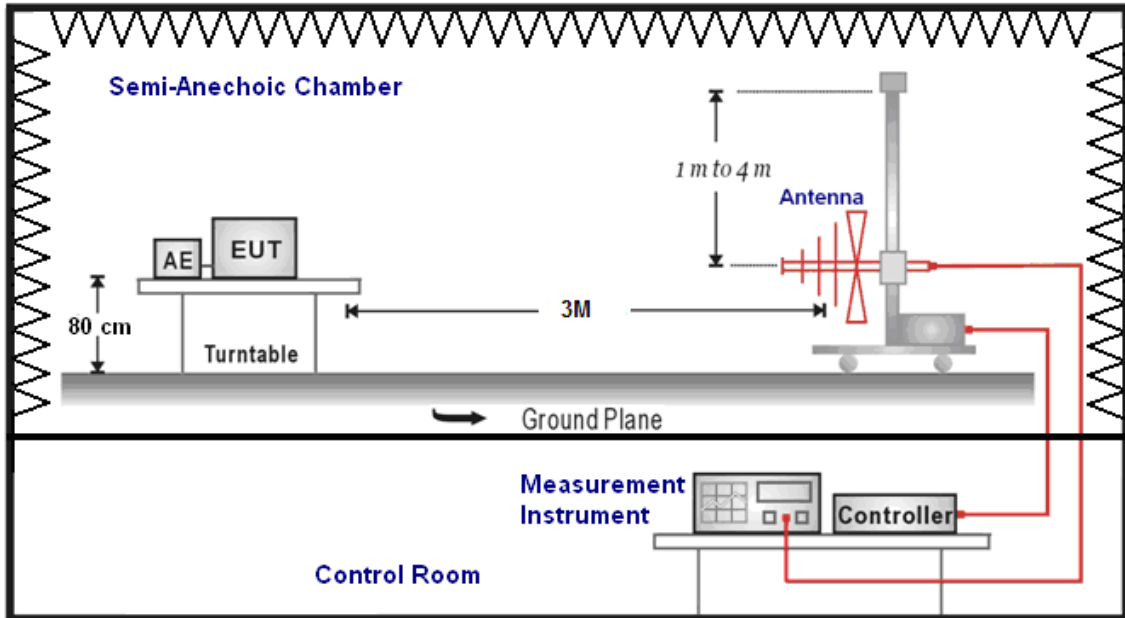 Semi-Anechoic Chamber
1 m to 4 m
Antenna
AE
EUT
80 cm
3M
Turntable
Ground Plane
Measurement
Instrument
Controller
Control Room